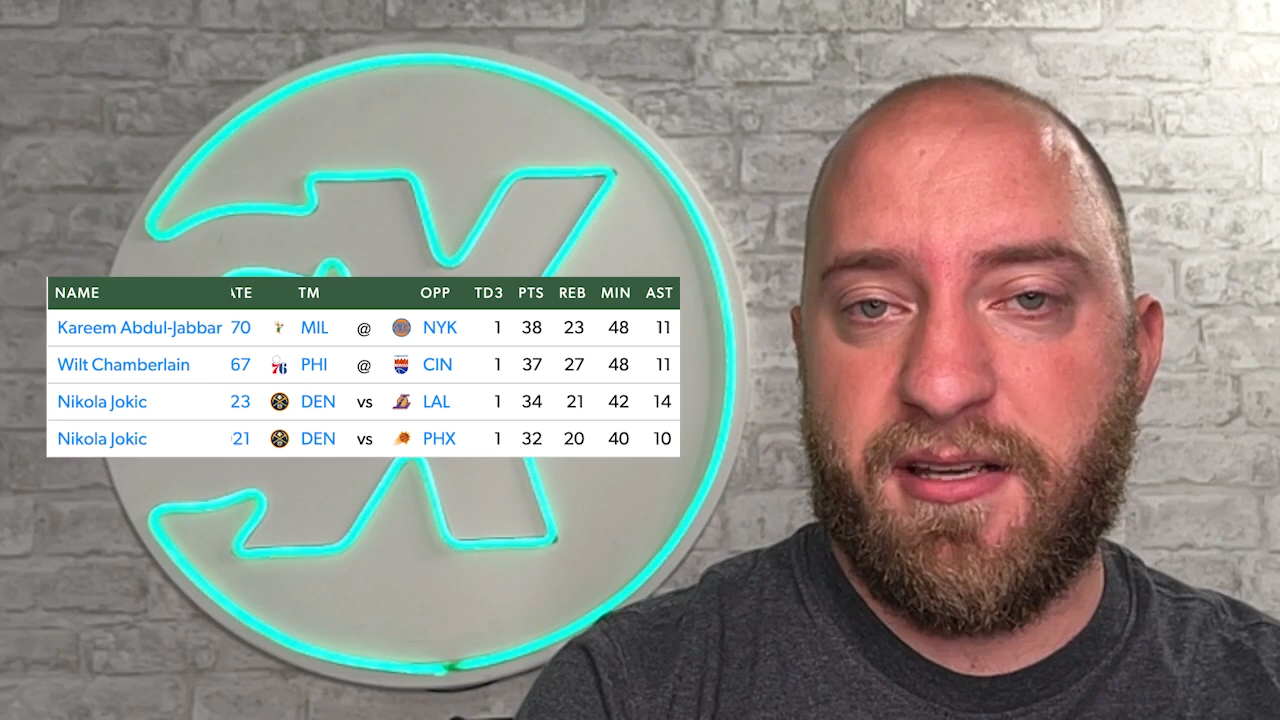 NAME ATE TM OPP TD3 PTS REB MIN AST
Kareem Abdul-Jabbar 70 MIL @ NYK 1 38 23 48 11
Wilt Chamberlain 67 PHI @ CIN 1 37 27 48 11
Nikola Jokic 23 DEN vs LAL 1 34 21 42 14
Nikola Jokic 21 DEN vs PHX 1 32 20 40 10